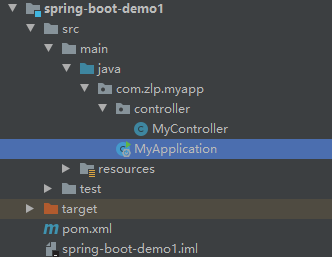 spring-boot-demo1
src
main
java
com.zlp.myapp
controller
MyController
MyApplication
resources
test
target
pom.xml
spring-boot-demo1.iml